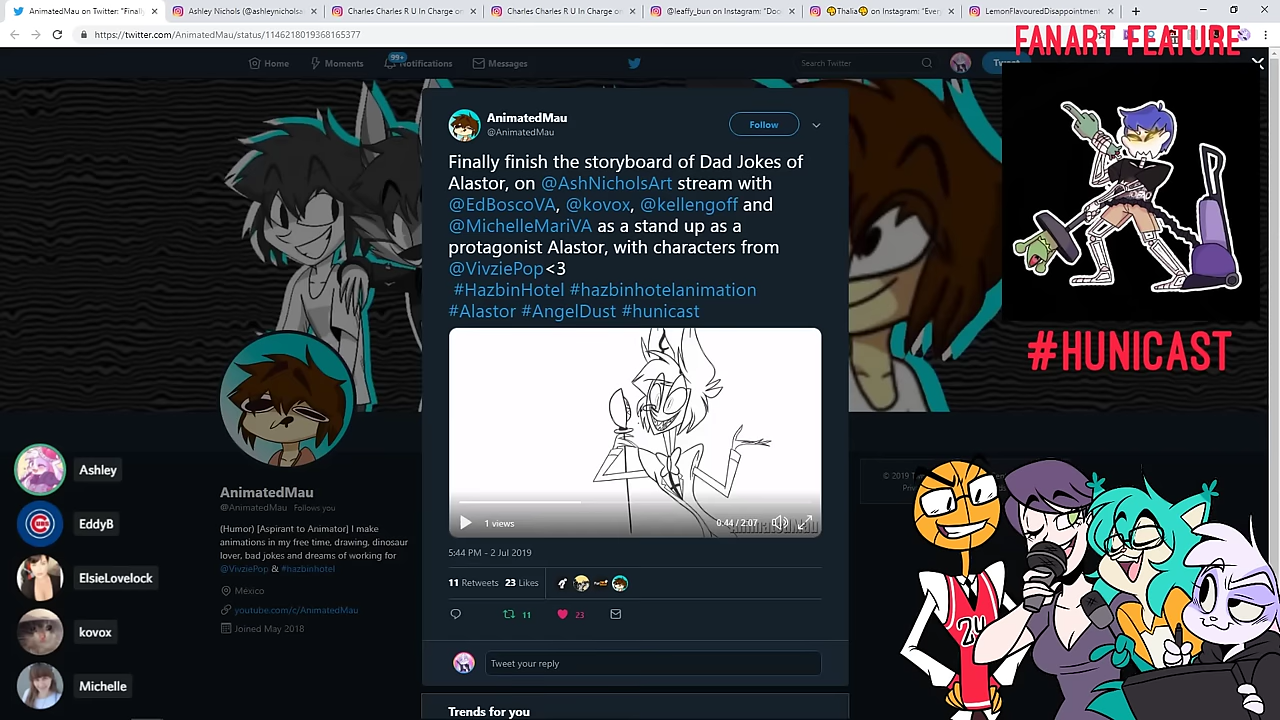 AnimatedMau on Twitter: "Finally
Ashley Nichols (@ashleynichols
Charles Charles R U In Charge on
Charles Charles R U In Charge on
@leaffy_bun on Instagram: "Doo
Thalia on Instagram: "Ever
LemonFlavouredDisappointment
https://twitter.com/AnimatedMau/status/1146218019368165377
FANART FEATURE
Home
Moments
99+
Notifications
Messages
Search Twitter
Tweet
AnimatedMau
@AnimatedMau
Follow
Finally finish the storyboard of Dad Jokes of
Alastor, on @AshNicholsArt stream with
@EdBoscoVA, @kovox, @kellengoff and
@MichelleMariVA as a stand up as a
protagonist Alastor, with characters from
@VivziePop<3
#HazbinHotel #hazbinhotelanimation
#Alastor #AngelDust #hunicast
1 views
0:44 / 2:07
AnimatedMau
5:44 PM - 2 Jul 2019
11 Retweets 23 Likes
11
23
Tweet your reply
Trends for you
#HUNICAST
Ashley
EddyB
ElsieLovelock
kovox
Michelle
AnimatedMau
@AnimatedMau Follows you
(Humor) [Aspirant to Animator] I make
animations in my free time, drawing, dinosaur
lover, bad jokes and dreams of working for
@VivziePop & #hazbinhotel
México
youtube.com/c/AnimatedMau
Joined May 2018
© 2019
24